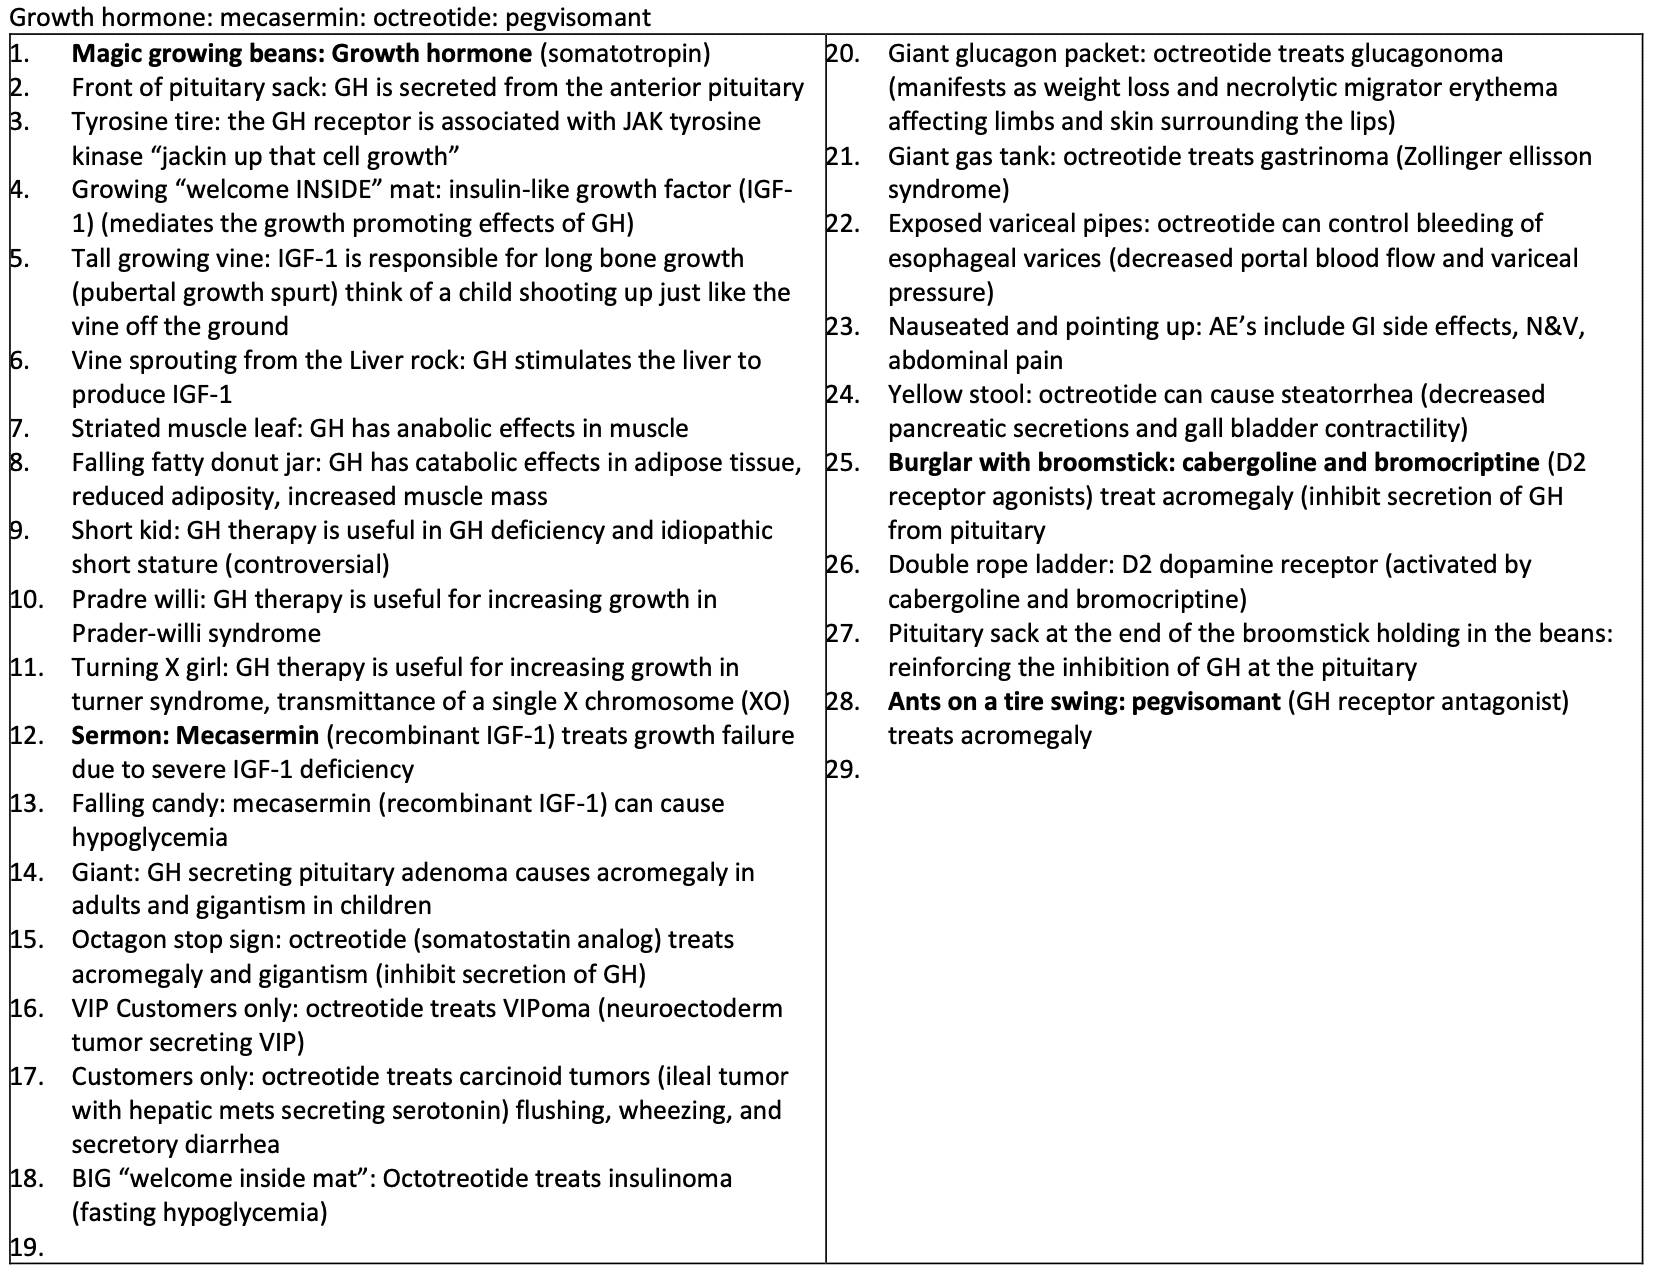 Growth hormone: mecasermin: octreotide: pegvisomant
1. Magic growing beans: Growth hormone (somatotropin)
2. Front of pituitary sack: GH is secreted from the anterior pituitary
3. Tyrosine tire: the GH receptor is associated with JAK tyrosine
kinase “jackin up that cell growth”
4. Growing “welcome INSIDE” mat: insulin-like growth factor (IGF-
1) (mediates the growth promoting effects of GH)
5. Tall growing vine: IGF-1 is responsible for long bone growth
(pubertal growth spurt) think of a child shooting up just like the
vine off the ground
6. Vine sprouting from the Liver rock: GH stimulates the liver to
produce IGF-1
7. Striated muscle leaf: GH has anabolic effects in muscle
8. Falling fatty donut jar: GH has catabolic effects in adipose tissue,
reduced adiposity, increased muscle mass
9. Short kid: GH therapy is useful in GH deficiency and idiopathic
short stature (controversial)
10. Pradre willi: GH therapy is useful for increasing growth in
Prader-willi syndrome
11. Turning X girl: GH therapy is useful for increasing growth in
turner syndrome, transmittance of a single X chromosome (XO)
12. Sermon: Mecasermin (recombinant IGF-1) treats growth failure
due to severe IGF-1 deficiency
13. Falling candy: mecasermin (recombinant IGF-1) can cause
hypoglycemia
14. Giant: GH secreting pituitary adenoma causes acromegaly in
adults and gigantism in children
15. Octagon stop sign: octreotide (somatostatin analog) treats
acromegaly and gigantism (inhibit secretion of GH)
16. VIP Customers only: octreotide treats VIPoma (neuroectoderm
tumor secreting VIP)
17. Customers only: octreotide treats carcinoid tumors (ileal tumor
with hepatic mets secreting serotonin) flushing, wheezing, and
secretory diarrhea
18. BIG “welcome inside mat”: Octotreotide treats insulinoma
(fasting hypoglycemia)
19.
20. Giant glucagon packet: octreotide treats glucagonoma
(manifests as weight loss and necrolytic migrator erythema
affecting limbs and skin surrounding the lips)
21. Giant gas tank: octreotide treats gastrinoma (Zollinger ellisson
syndrome)
22. Exposed variceal pipes: octreotide can control bleeding of
esophageal varices (decreased portal blood flow and variceal
pressure)
23. Nauseated and pointing up: AE’s include GI side effects, N&V,
abdominal pain
24. Yellow stool: octreotide can cause steatorrhea (decreased
pancreatic secretions and gall bladder contractility)
25. Burglar with broomstick: cabergoline and bromocriptine (D2
receptor agonists) treat acromegaly (inhibit secretion of GH
from pituitary
26. Double rope ladder: D2 dopamine receptor (activated by
cabergoline and bromocriptine)
27. Pituitary sack at the end of the broomstick holding in the beans:
reinforcing the inhibition of GH at the pituitary
28. Ants on a tire swing: pegvisomant (GH receptor antagonist)
treats acromegaly
29.